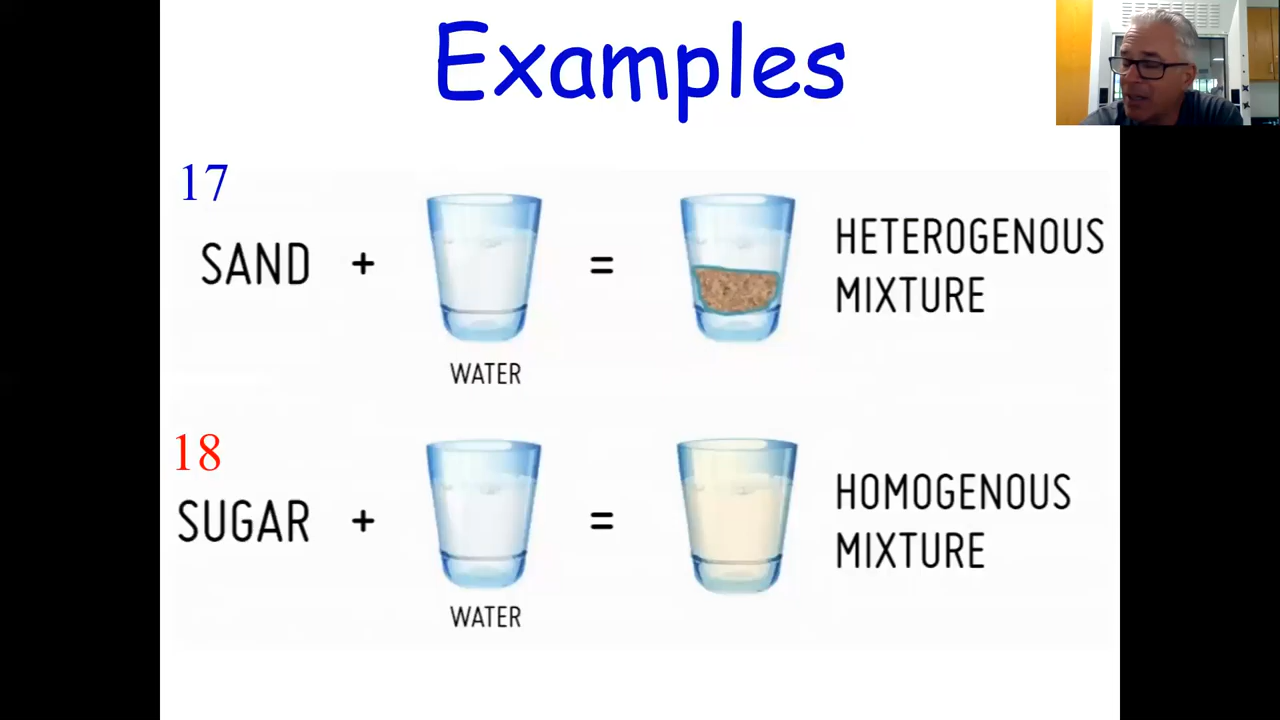 Examples
17
SAND + = HETEROGENOUS
MIXTURE
WATER
18
SUGAR + = HOMOGENOUS
MIXTURE
WATER